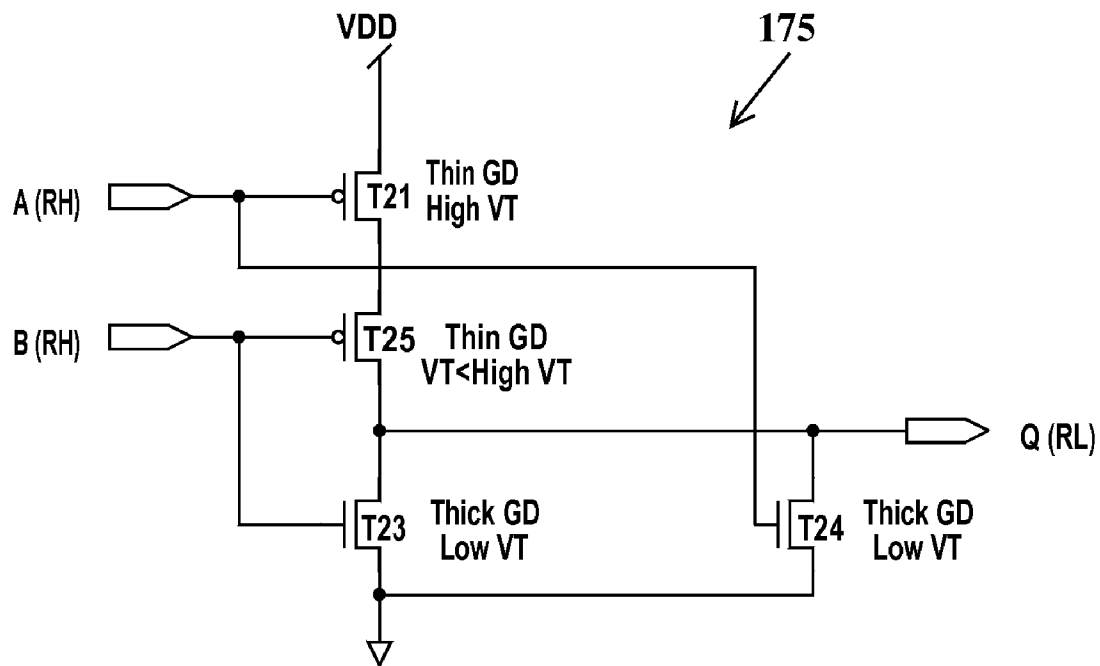 VDD
175
A (RH)
T21
Thin GD
High VT
B (RH)
T25
Thin GD
VT<High VT
Q (RL)
T23
Thick GD
Low VT
T24
Thick GD
Low VT